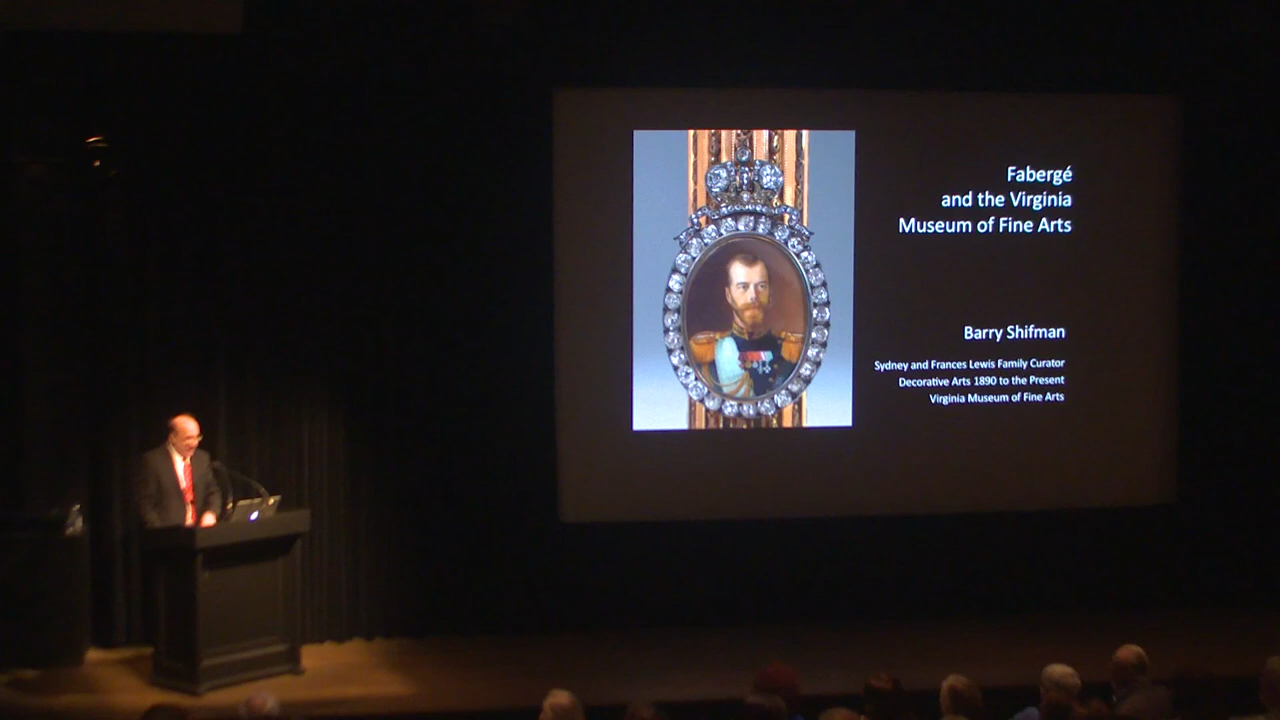 Fabergé
and the Virginia
Museum of Fine Arts
Barry Shifman
Sydney and Frances Lewis Family Curator
Decorative Arts 1890 to the Present
Virginia Museum of Fine Arts